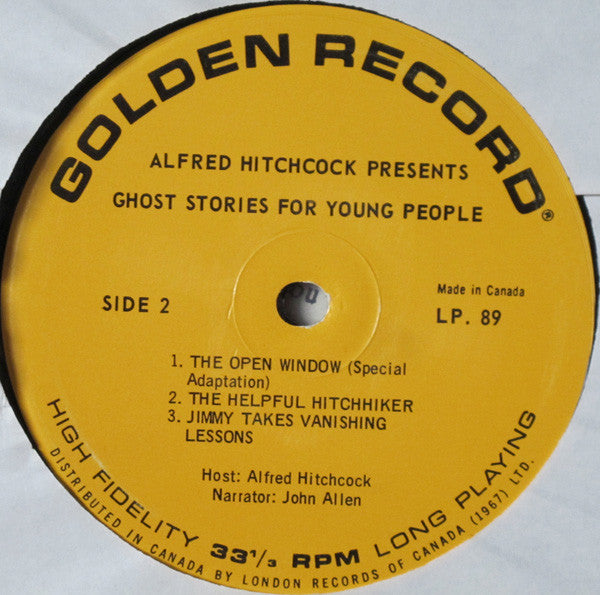 GOLDEN RECORD®
ALFRED HITCHCOCK PRESENTS
GHOST STORIES FOR YOUNG PEOPLE
SIDE 2
Made in Canada
LP. 89
1. THE OPEN WINDOW (Special
Adaptation)
2. THE HELPFUL HITCHHIKER
3. JIMMY TAKES VANISHING
LESSONS
Host: Alfred Hitchcock
Narrator: John Allen
HIGH FIDELITY 33 1/3 RPM LONG PLAYING
DISTRIBUTED IN CANADA BY LONDON RECORDS OF CANADA (1967) LTD.